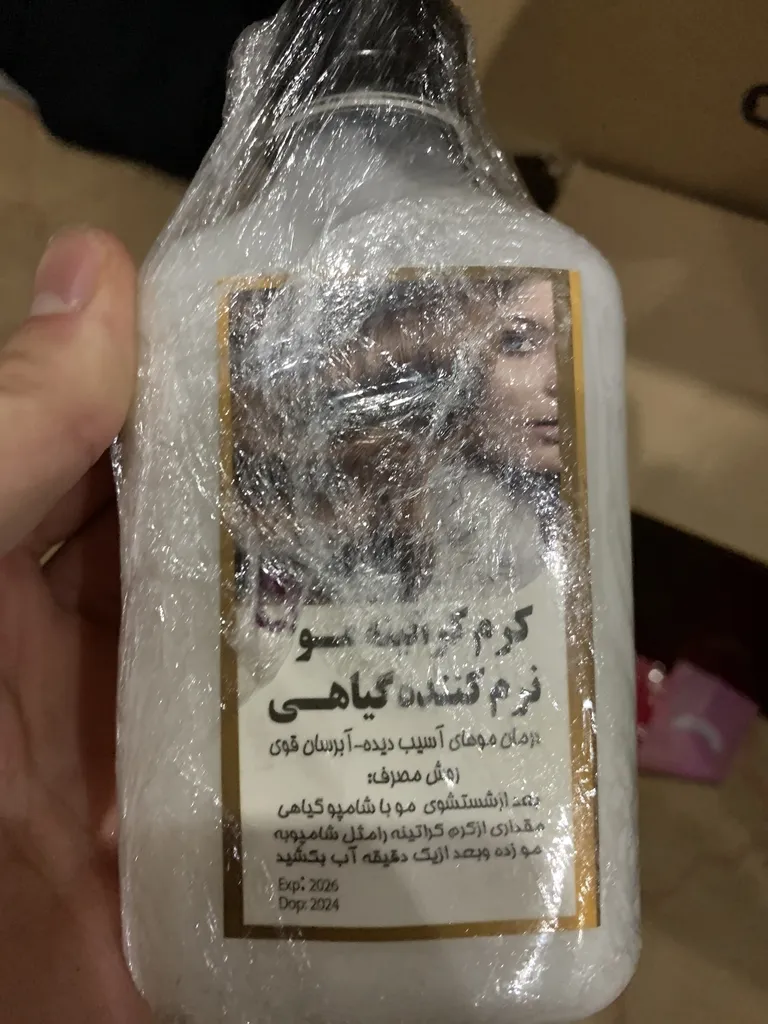 کرم کراتینه مو
نرم کننده گیاهی
درمان موهای آسیب دیده-آبرسان قوی
روش مصرف:
بعد ازشستشوی مو با شامپو گیاهی
مقداری ازکرم کراتینه رامثل شامپوبه
مو زده وبعد ازیک دقیقه آب بکشید
Exp: 2026
Dop: 2024